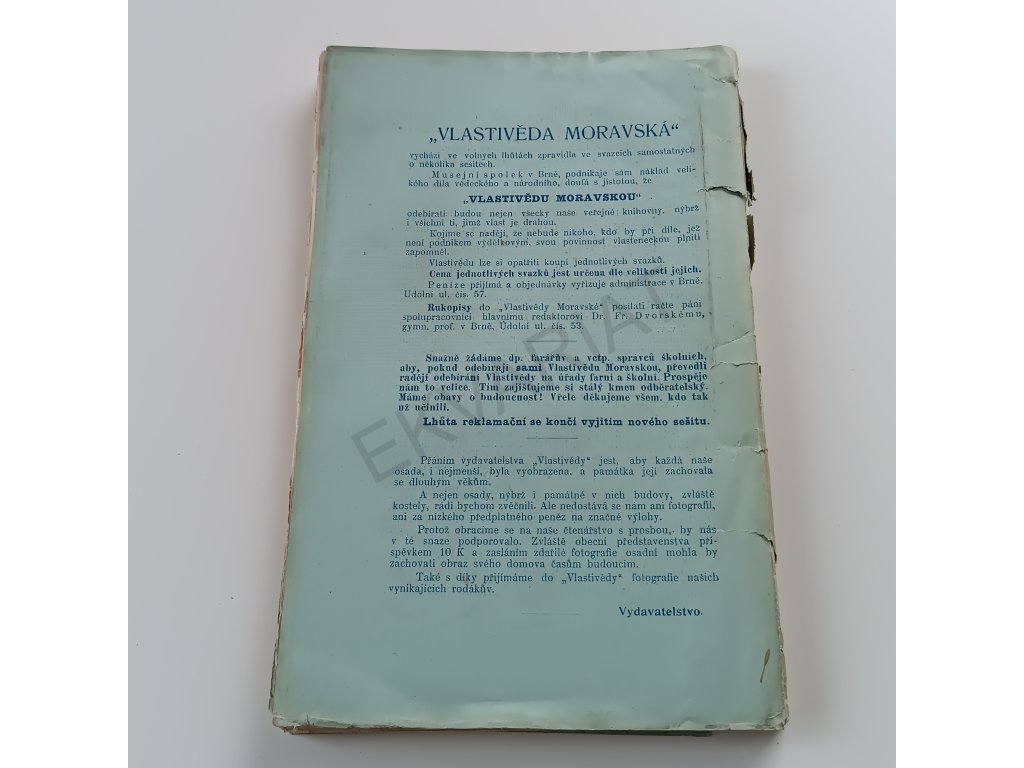 „VLASTIVĚDA MORAVSKÁ“
vychází ve volných lhůtách zpravidla ve svazcích samostatných
o několika sešitech.
Musejní spolek v Brně, podnikaje sám náklad veli-
kého díla vědeckého a národního, doufá s jistotou, že
„VLASTIVĚDU MORAVSKOU“
odebírati budou nejen všecky naše veřejné knihovny, nýbrž
i všichni ti, jimž vlast je drahou.
Kojíme se nadějí, že nebude nikoho, kdo by při díle, jež
není podnikem výdělkovým, svou povinnost vlasteneckou plniti
zapomněl.
Vlastivědu lze si opatřiti koupí jednotlivých svazků.
Cena jednotlivých svazků jest určena dle velikosti jejich.
Peníze přijímá a objednávky vyřizuje administrace v Brně,
Údolní ul. čís. 57.
Rukopisy do „Vlastivědy Moravské“ posílati račte páni
spolupracovníci hlavnímu redaktorovi Dr. Fr. Dvorskému,
gymn. prof. v Brně, Údolní ul. čís. 53.
Snažně žádáme dp. farářův a vctp. správců školních,
aby, pokud odebírají sami Vlastivědu Moravskou, převedli
raději odebírání Vlastivědy na úřady farní a školní. Prospěje
nám to velice. Tím zajišťujeme si stálý kmen odběratelský.
Máme obavy o budoucnost! Vřele děkujeme všem, kdo tak
už učinili.
Lhůta reklamační se končí vyjitím nového sešitu.
Přáním vydavatelstva „Vlastivědy“ jest, aby každá naše
osada, i nejmenší, byla vyobrazena, a památka její zachovala
se dlouhým věkům.
A nejen osady, nýbrž i památné v nich budovy, zvláště
kostely, rádi bychom zvěčnili. Ale nedostává se nám ani fotografií,
ani za nízkého předplatného peněz na značné výlohy.
Protož obracíme se na naše čtenářstvo s prosbou, by nás
v té snaze podporovalo. Zvláště obecní představenstva pří-
spěvkem 10 K a zasláním zdařilé fotografie osadní mohla by
zachovati obraz svého domova časům budoucím.
Také s díky přijímáme do „Vlastivědy“ fotografie našich
vynikajících rodákův.
Vydavatelstvo.
EKVARIAT